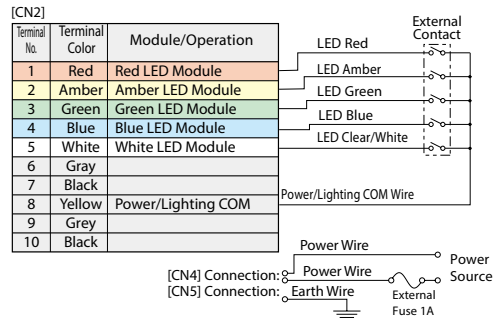 [CN2]
Terminal No. Terminal Color Module/Operation
1 Red Red LED Module
2 Amber Amber LED Module
3 Green Green LED Module
4 Blue Blue LED Module
5 White White LED Module
6 Gray
7 Black
8 Yellow Power/Lighting COM
9 Grey
10 Black
External
Contact
LED Red
LED Amber
LED Green
LED Blue
LED Clear/White
Power/Lighting COM Wire
Power Wire
[CN4] Connection: Power Wire
[CN5] Connection: Earth Wire
Power
Source
External
Fuse 1A